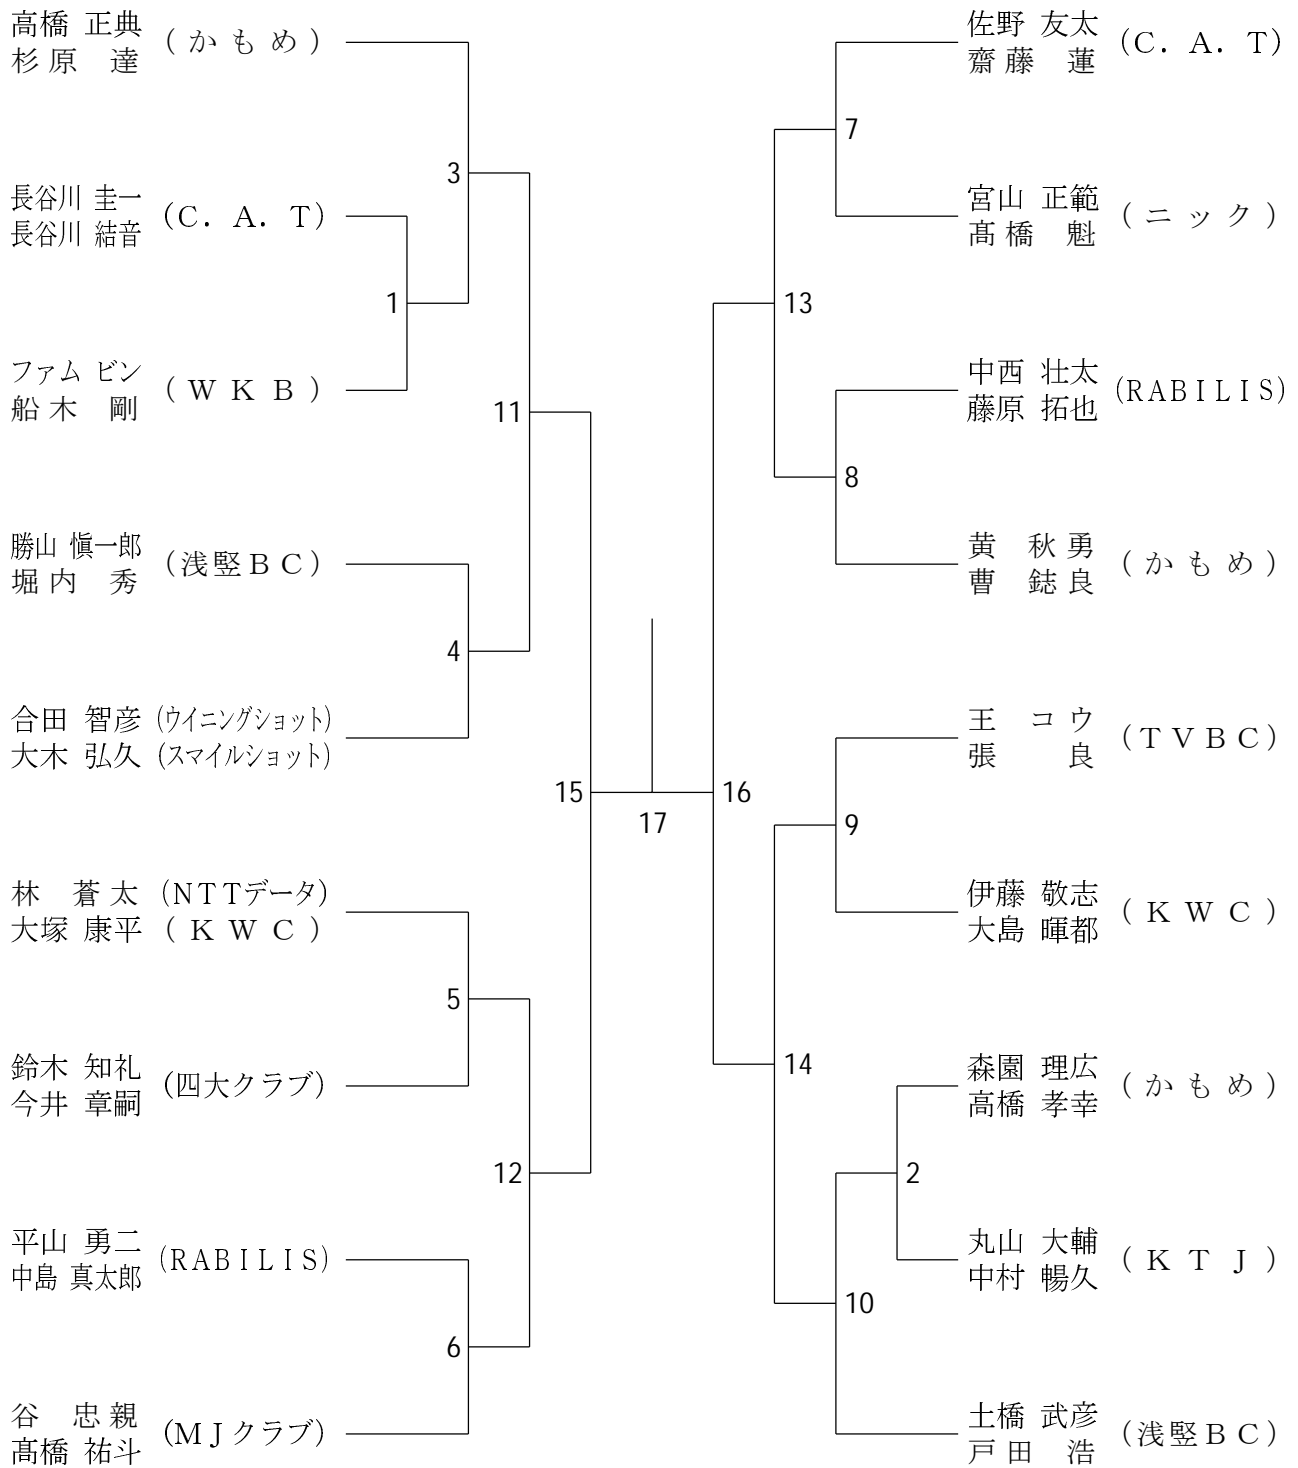 高橋 正典 (かもめ)
杉原 達
3
長谷川 圭一 (C．A．T)
長谷川 結音
1
ファム ビン (WKB)
船木 剛
11
勝山 愼一郎 (浅堅BC)
堀内 秀
4
合田 智彦 (ウイニングショット)
大木 弘久 (スマイルショット)
15
林 蒼太 (NTTデータ)
大塚 康平 (KWC)
5
鈴木 知礼 (四大クラブ)
今井 章嗣
12
平山 勇二 (RABILIS)
中島 真太郎
6
谷 忠親 (MJクラブ)
髙橋 祐斗
17
佐野 友太 (C．A．T)
齋藤 蓮
7
宮山 正範 (ニック)
髙橋 魁
13
中西 壮太 (RABILIS)
藤原 拓也
8
黄 秋勇 (かもめ)
曹 鋕良
16
王 コウ (TVBC)
張 良
9
伊藤 敬志 (KWC)
大島 暉都
14
森園 理広 (かもめ)
高橋 孝幸
2
丸山 大輔 (KTJ)
中村 暢久
10
土橋 武彦 (浅堅BC)
戸田 浩